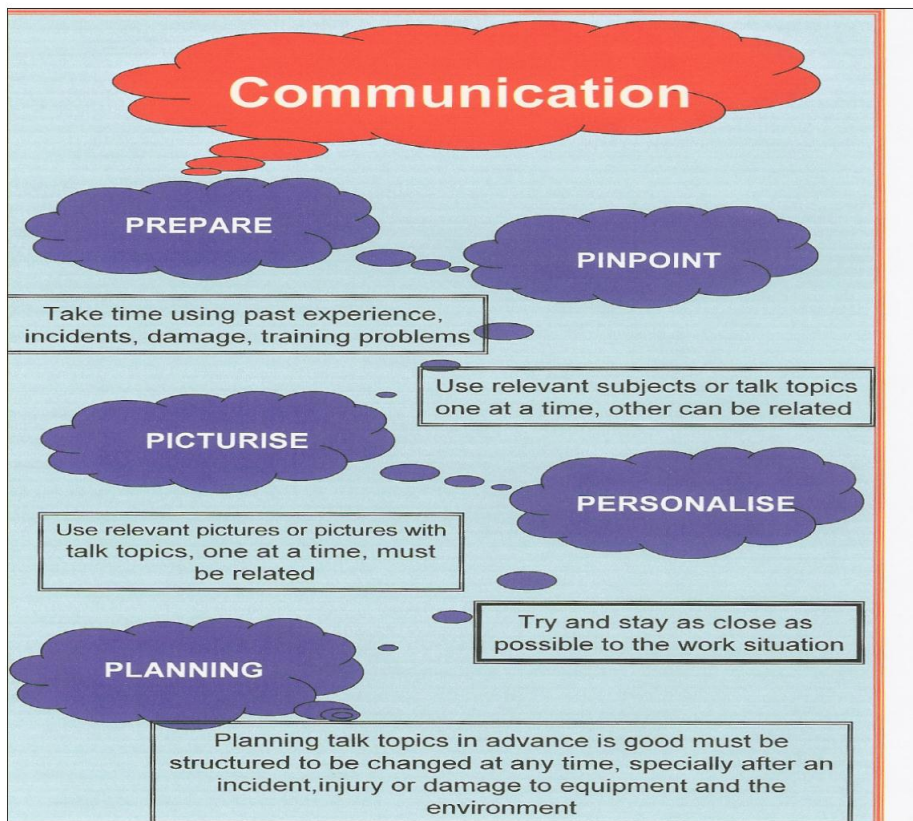 Communication
PREPARE
PINPOINT
Take time using past experience,
incidents, damage, training problems
Use relevant subjects or talk topics
one at a time, other can be related
PICTURISE
PERSONALISE
Use relevant pictures or pictures with
talk topics, one at a time, must
be related
Try and stay as close as
possible to the work situation
PLANNING
Planning talk topics in advance is good must be
structured to be changed at any time, specially after an
incident,injury or damage to equipment and the
environment